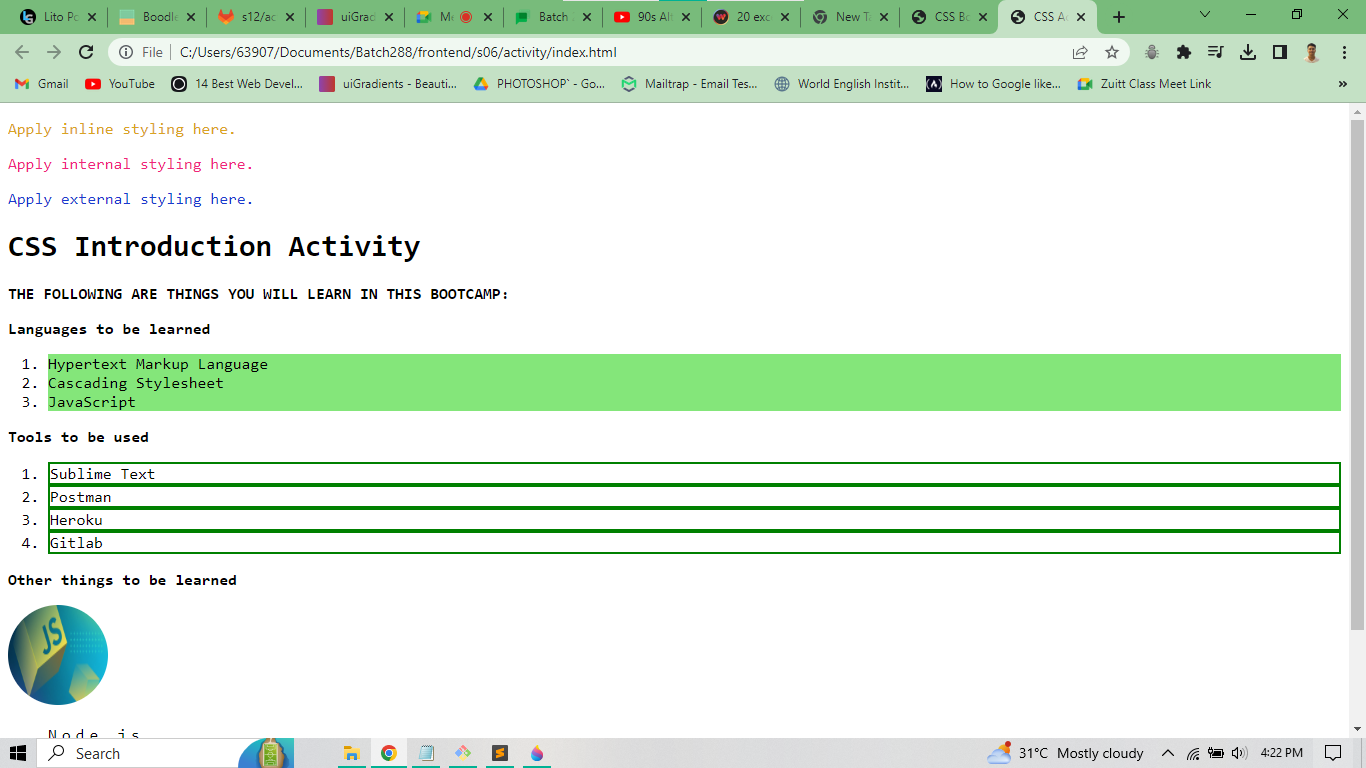 Lito Po
Boodle
s12/ac
uiGrad
Me
Batch
90s Alt
20 exc
New Ta
CSS Bo
CSS Ac
File | C:/Users/63907/Documents/Batch288/frontend/s06/activity/index.html
Gmail
YouTube
14 Best Web Devel...
uiGradients - Beauti...
PHOTOSHOP` - Go...
Mailtrap - Email Tes...
World English Instit...
How to Google like...
Zuitt Class Meet Link
»
Apply inline styling here.
Apply internal styling here.
Apply external styling here.
CSS Introduction Activity
THE FOLLOWING ARE THINGS YOU WILL LEARN IN THIS BOOTCAMP:
Languages to be learned
1. Hypertext Markup Language
2. Cascading Stylesheet
3. JavaScript
Tools to be used
1. Sublime Text
2. Postman
3. Heroku
4. Gitlab
Other things to be learned
JS
Node js
Search
31°C Mostly cloudy
4:22 PM